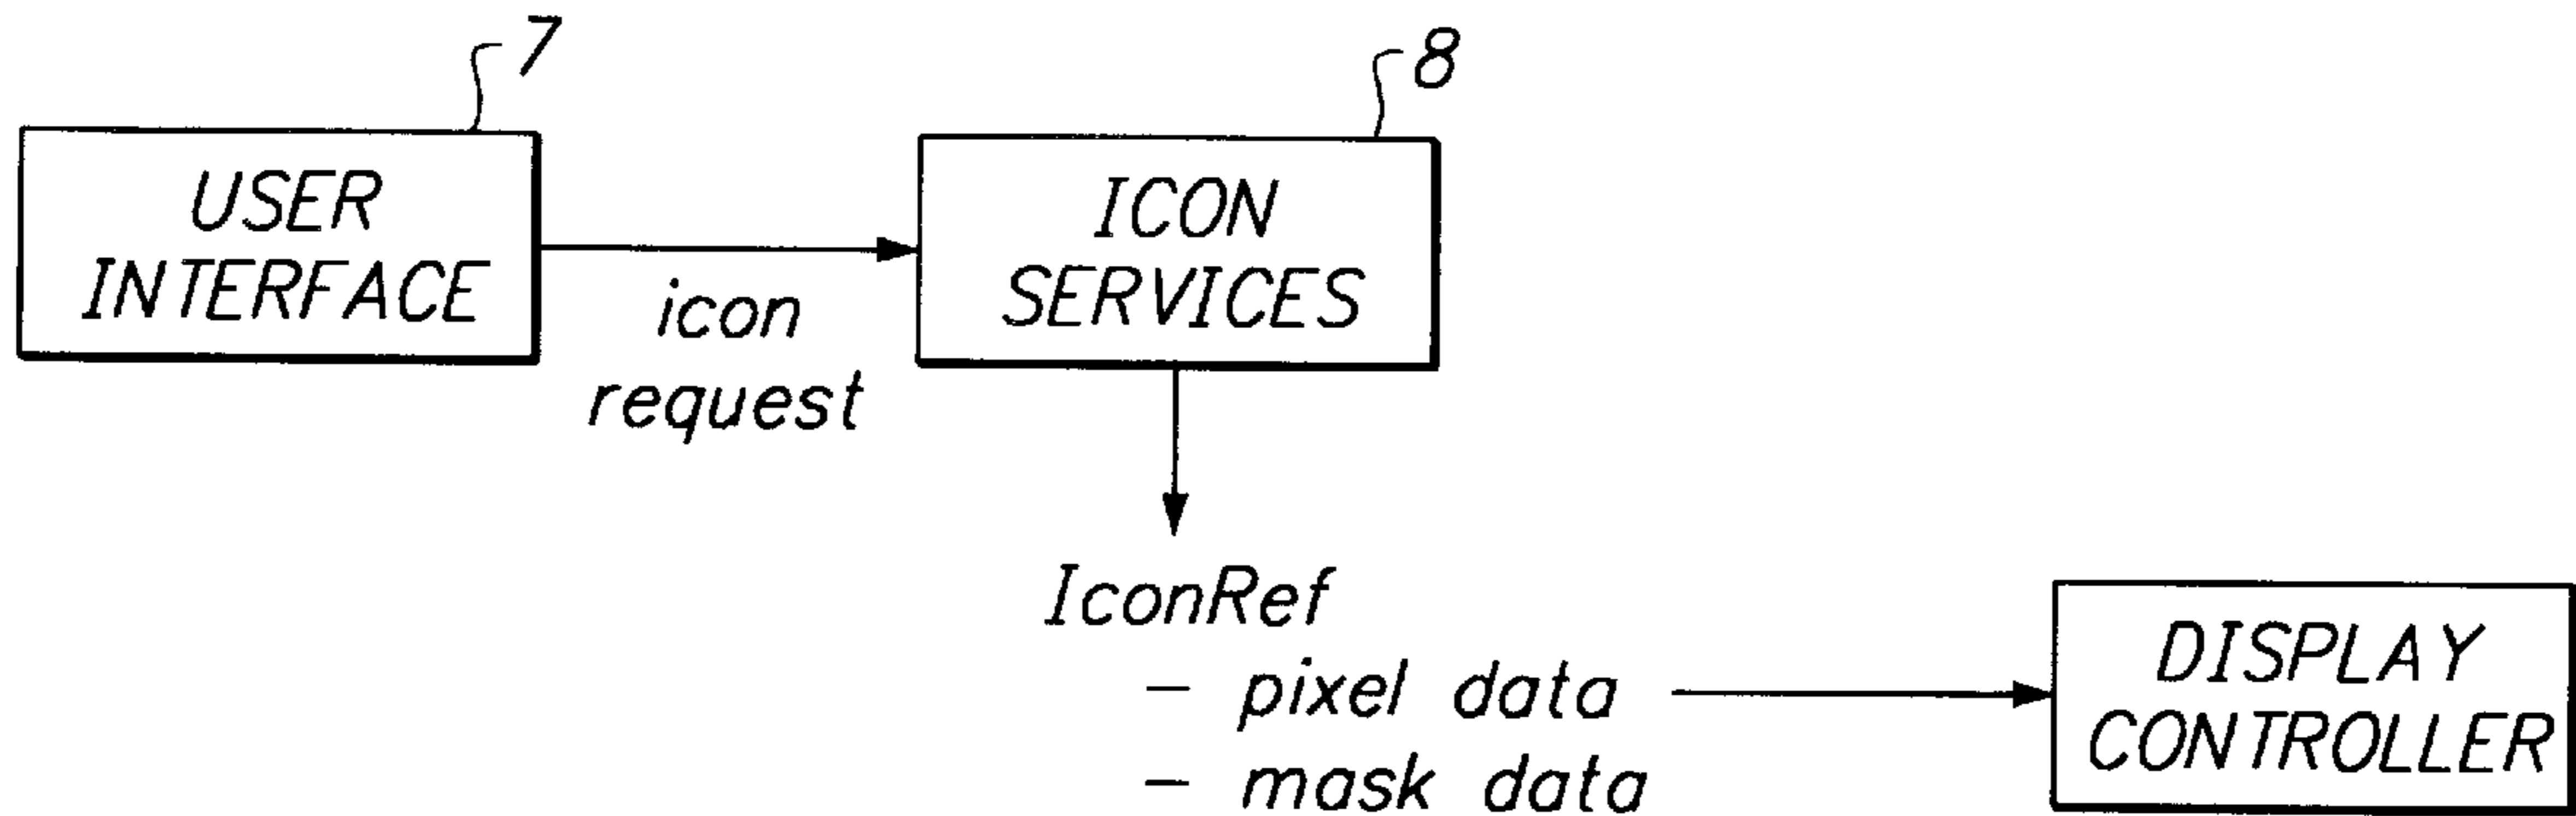 7
8
USER
INTERFACE
icon
request
ICON
SERVICES
IconRef
– pixel data
– mask data
DISPLAY
CONTROLLER